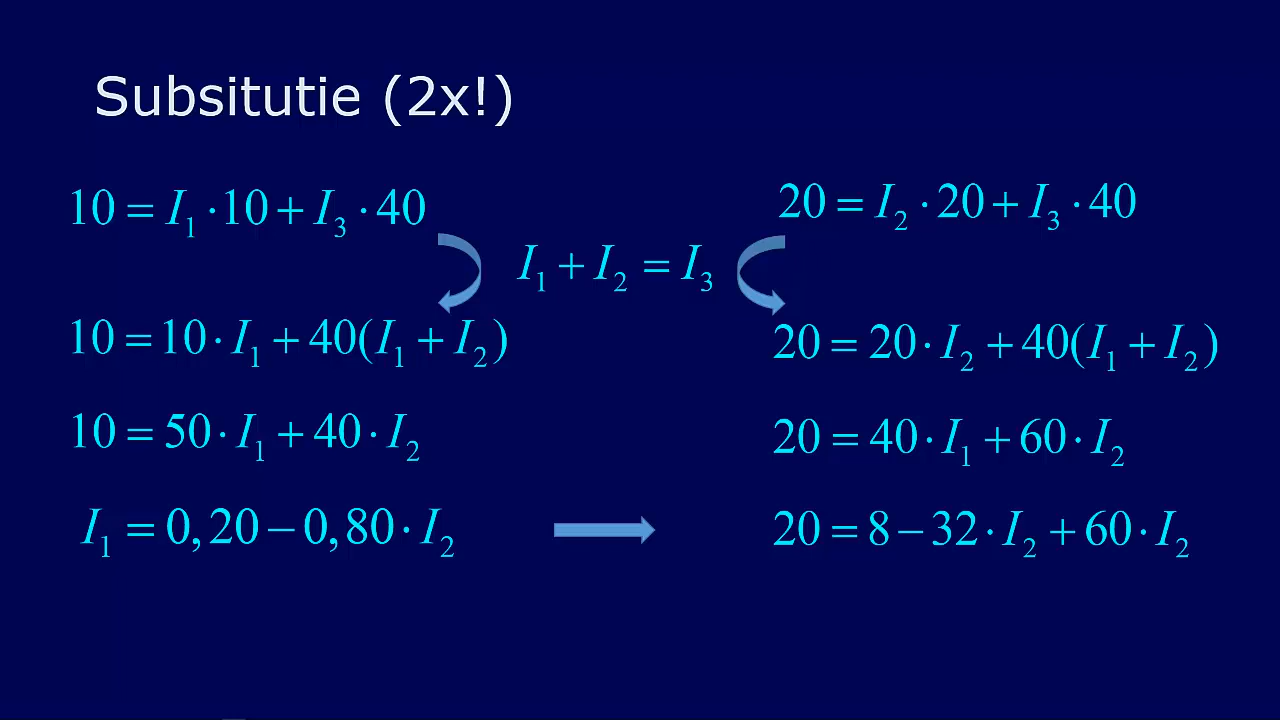 Subsitutie (2x!)
10 = I₁ · 10 + I₃ · 40
20 = I₂ · 20 + I₃ · 40
I₁ + I₂ = I₃
10 = 10 · I₁ + 40(I₁ + I₂)
20 = 20 · I₂ + 40(I₁ + I₂)
10 = 50 · I₁ + 40 · I₂
20 = 40 · I₁ + 60 · I₂
I₁ = 0,20 − 0,80 · I₂
20 = 8 − 32 · I₂ + 60 · I₂